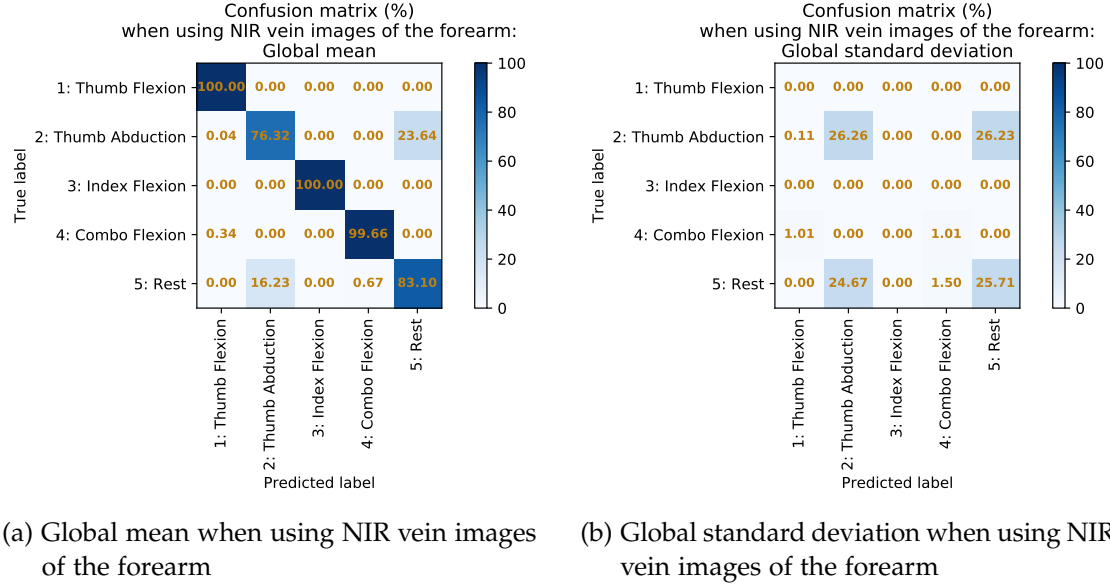 Confusion matrix (%)
when using NIR vein images of the forearm:
Global mean
True label
1: Thumb Flexion 100.00 0.00 0.00 0.00 0.00
2: Thumb Abduction 0.04 76.32 0.00 0.00 23.64
3: Index Flexion 0.00 0.00 100.00 0.00 0.00
4: Combo Flexion 0.34 0.00 0.00 99.66 0.00
5: Rest 0.00 16.23 0.00 0.67 83.10
1: Thumb Flexion
2: Thumb Abduction
3: Index Flexion
4: Combo Flexion
5: Rest
Predicted label
100
80
60
40
20
0
(a) Global mean when using NIR vein images
of the forearm
Confusion matrix (%)
when using NIR vein images of the forearm:
Global standard deviation
True label
1: Thumb Flexion 0.00 0.00 0.00 0.00 0.00
2: Thumb Abduction 0.11 26.26 0.00 0.00 26.23
3: Index Flexion 0.00 0.00 0.00 0.00 0.00
4: Combo Flexion 1.01 0.00 0.00 1.01 0.00
5: Rest 0.00 24.67 0.00 1.50 25.71
1: Thumb Flexion
2: Thumb Abduction
3: Index Flexion
4: Combo Flexion
5: Rest
Predicted label
100
80
60
40
20
0
(b) Global standard deviation when using NIR
vein images of the forearm